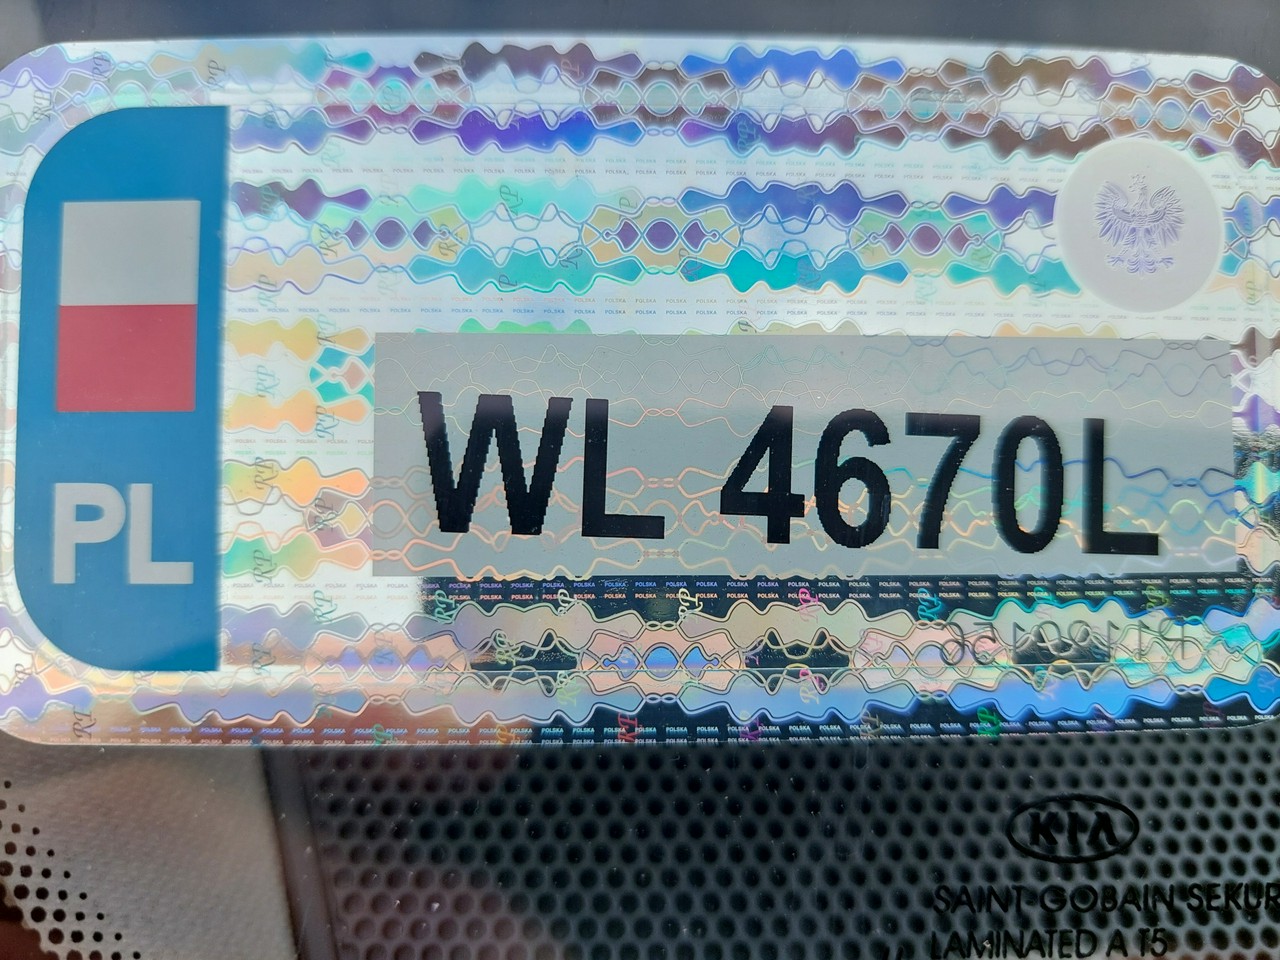 PL
WL 4670L
KIA
SAINT-GOBAIN SEKUR
LAMINATED A T5